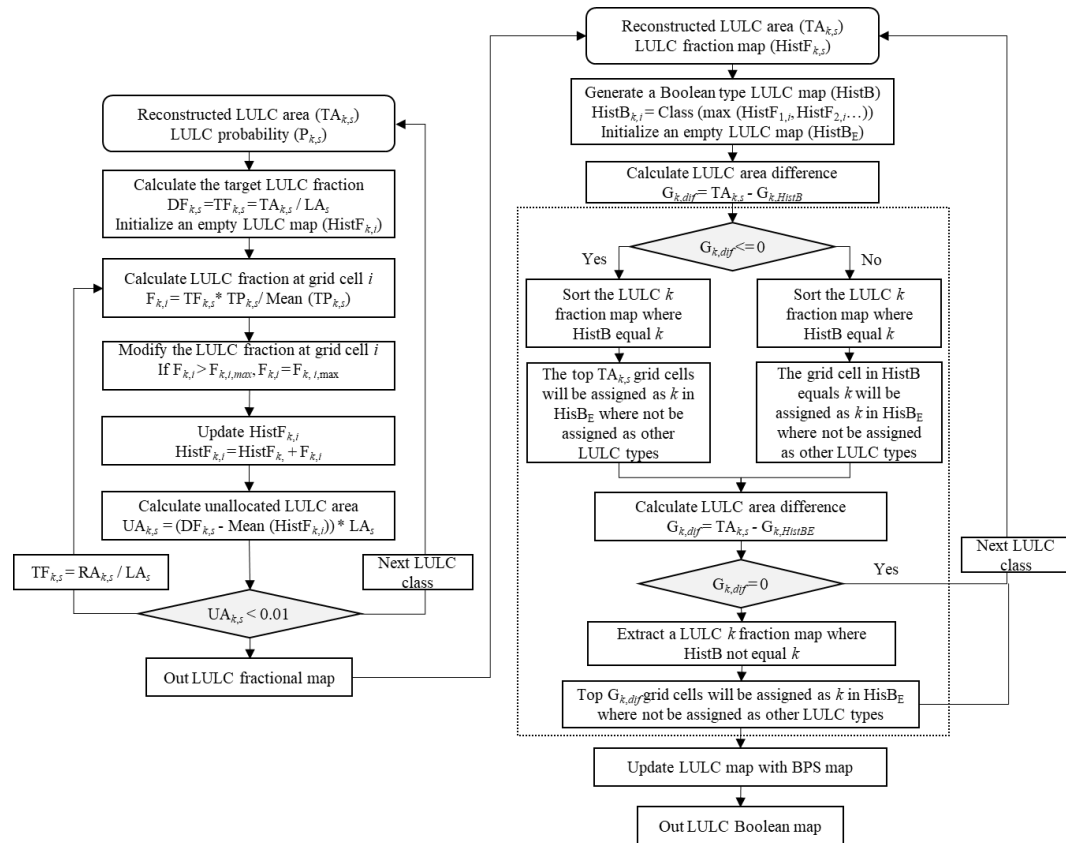 Reconstructed LULC area (TAₖ,ₛ)
LULC probability (Pₖ,ₛ)
Calculate the target LULC fraction
DFₖ,ₛ=TFₖ,ₛ= TAₖ,ₛ / LAₛ
Initialize an empty LULC map (HistFₖ,ᵢ)
Calculate LULC fraction at grid cell i
Fₖ,ᵢ = TFₖ,ₛ* TPₖ,ₛ/ Mean (TPₖ,ₛ)
Modify the LULC fraction at grid cell i
If Fₖ,ᵢ > Fₖ,ᵢ,ₘₐₓ, Fₖ,ᵢ= Fₖ, ᵢ,ₘₐₓ
Update HistFₖ,ᵢ
HistFₖ,ᵢ= HistFₖ, + Fₖ,ᵢ
Calculate unallocated LULC area
UAₖ,ₛ = (DFₖ,ₛ - Mean (HistFₖ,ᵢ)) * LAₛ
TFₖ,ₛ = RAₖ,ₛ / LAₛ
Next LULC
class
UAₖ,ₛ < 0.01
Out LULC fractional map
Reconstructed LULC area (TAₖ,ₛ)
LULC fraction map (HistFₖ,ₛ)
Generate a Boolean type LULC map (HistB)
HistBₖ,ᵢ = Class (max (HistF₁,ᵢ, HistF₂,ᵢ…))
Initialize an empty LULC map (HistB_E)
Calculate LULC area difference
G_k,dif = TAₖ,ₛ - G_k,HistB
G_k,dif <= 0
Yes
No
Sort the LULC k
fraction map where
HistB equal k
Sort the LULC k
fraction map where
HistB equal k
The top TAₖ,ₛ grid cells
will be assigned as k in
HisB_E where not be
assigned as other
LULC types
The grid cell in HistB
equals k will be
assigned as k in HisB_E
where not be assigned
as other LULC types
Calculate LULC area difference
G_k,dif = TAₖ,ₛ - G_k,HistBE
G_k,dif = 0
Yes
Next LULC
class
Extract a LULC k fraction map where
HistB not equal k
Top G_k,dif grid cells will be assigned as k in HisB_E
where not be assigned as other LULC types
Update LULC map with BPS map
Out LULC Boolean map